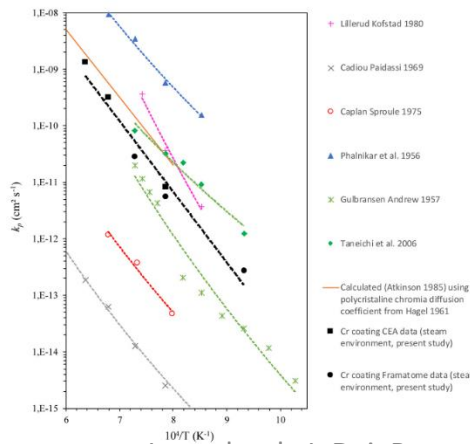 1,E-08
1,E-09
1,E-10
1,E-11
1,E-12
1,E-13
1,E-14
1,E-15
kp (cm² s⁻¹)
6 7 8 9 10
10⁴/T (K⁻¹)
Lillerud Kofstad 1980
Cadiou Paidassi 1969
Caplan Sproule 1975
Phalnikar et al. 1956
Gulbransen Andrew 1957
Taneichi et al. 2006
Calculated (Atkinson 1985) using
polycristaline chromia diffusion
coefficient from Hagel 1961
Cr coating CEA data (steam
environment, present study)
Cr coating Framatome data (steam
environment, present study)